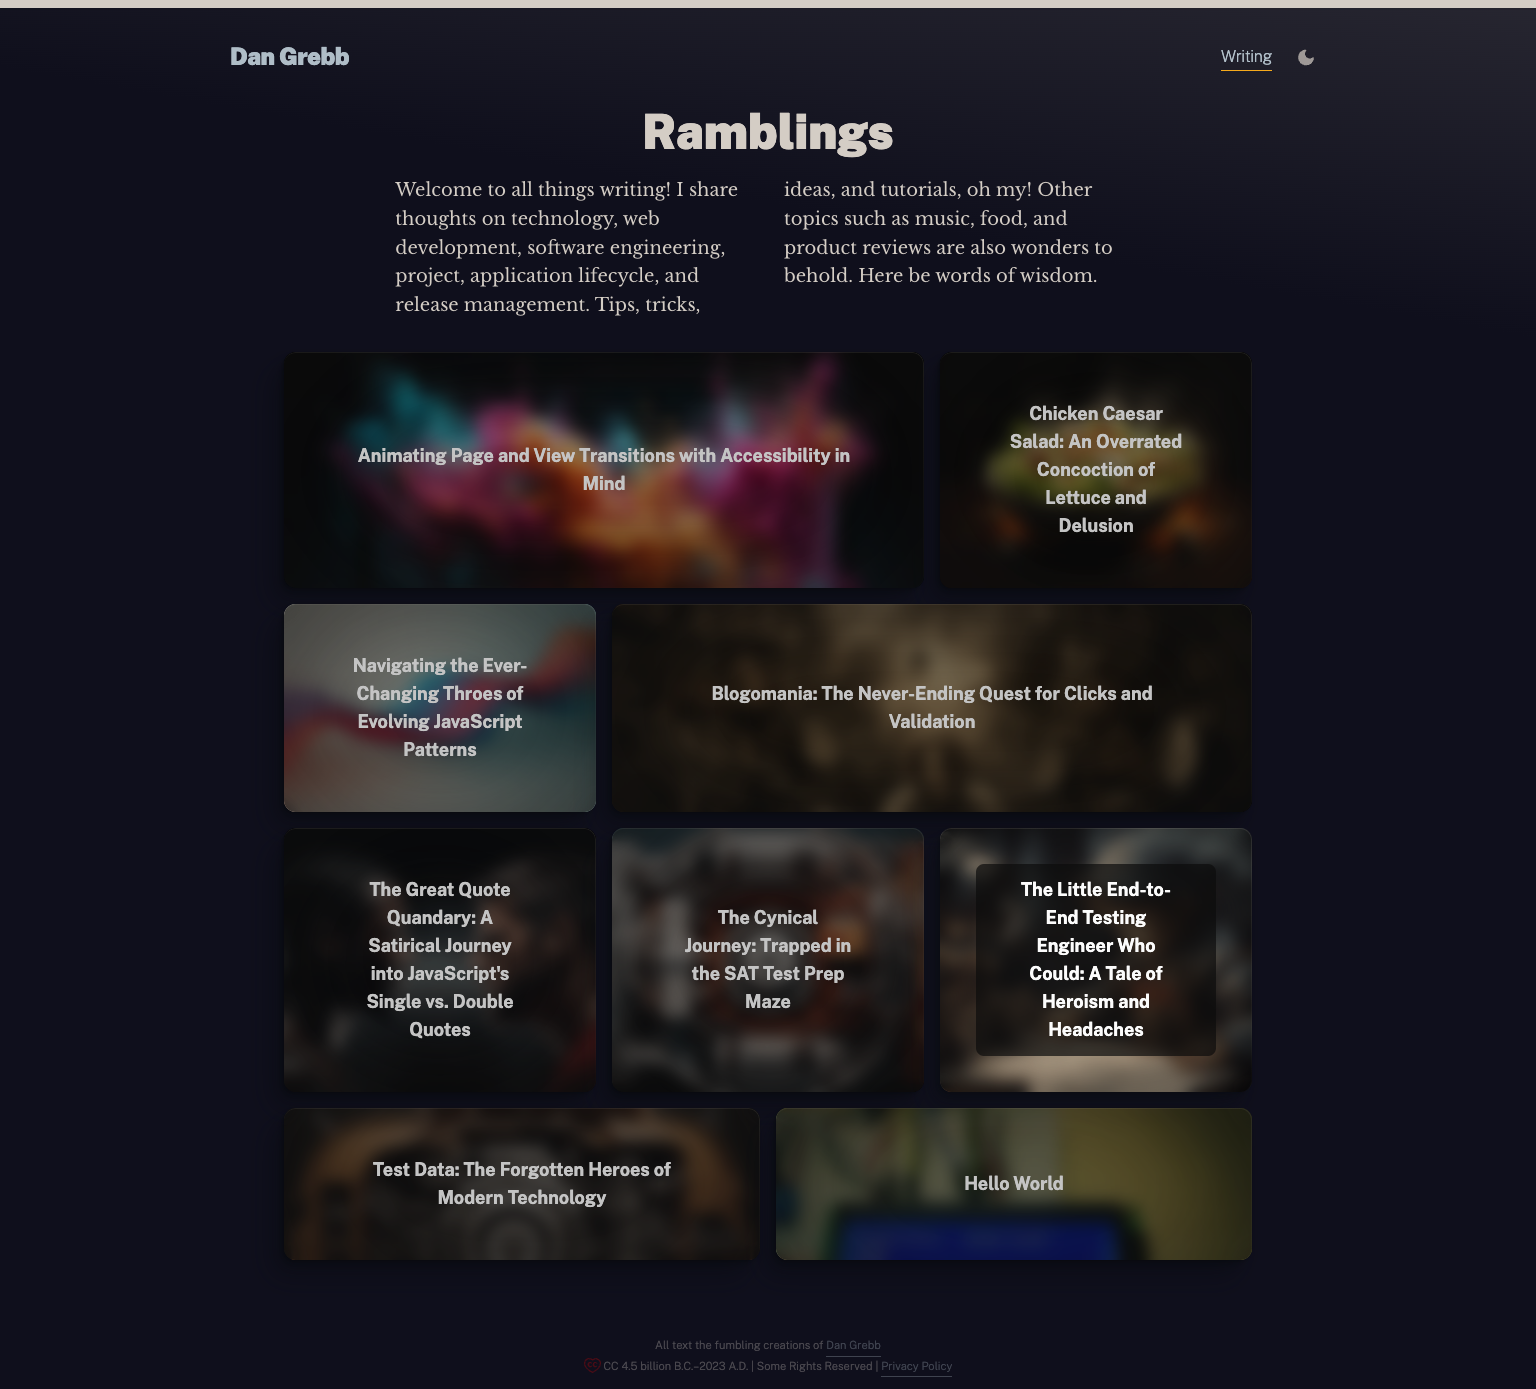 Dan Grebb
Writing
Ramblings
Welcome to all things writing! I share
thoughts on technology, web
development, software engineering,
project, application lifecycle, and
release management. Tips, tricks,
ideas, and tutorials, oh my! Other
topics such as music, food, and
product reviews are also wonders to
behold. Here be words of wisdom.
Animating Page and View Transitions with Accessibility in
Mind
Chicken Caesar
Salad: An Overrated
Concoction of
Lettuce and
Delusion
Navigating the Ever-
Changing Throes of
Evolving JavaScript
Patterns
Blogomania: The Never-Ending Quest for Clicks and
Validation
The Great Quote
Quandary: A
Satirical Journey
into JavaScript's
Single vs. Double
Quotes
The Cynical
Journey: Trapped in
the SAT Test Prep
Maze
The Little End-to-
End Testing
Engineer Who
Could: A Tale of
Heroism and
Headaches
Test Data: The Forgotten Heroes of
Modern Technology
Hello World
All text the fumbling creations of Dan Grebb
CC 4.5 billion B.C.–2023 A.D. | Some Rights Reserved | Privacy Policy